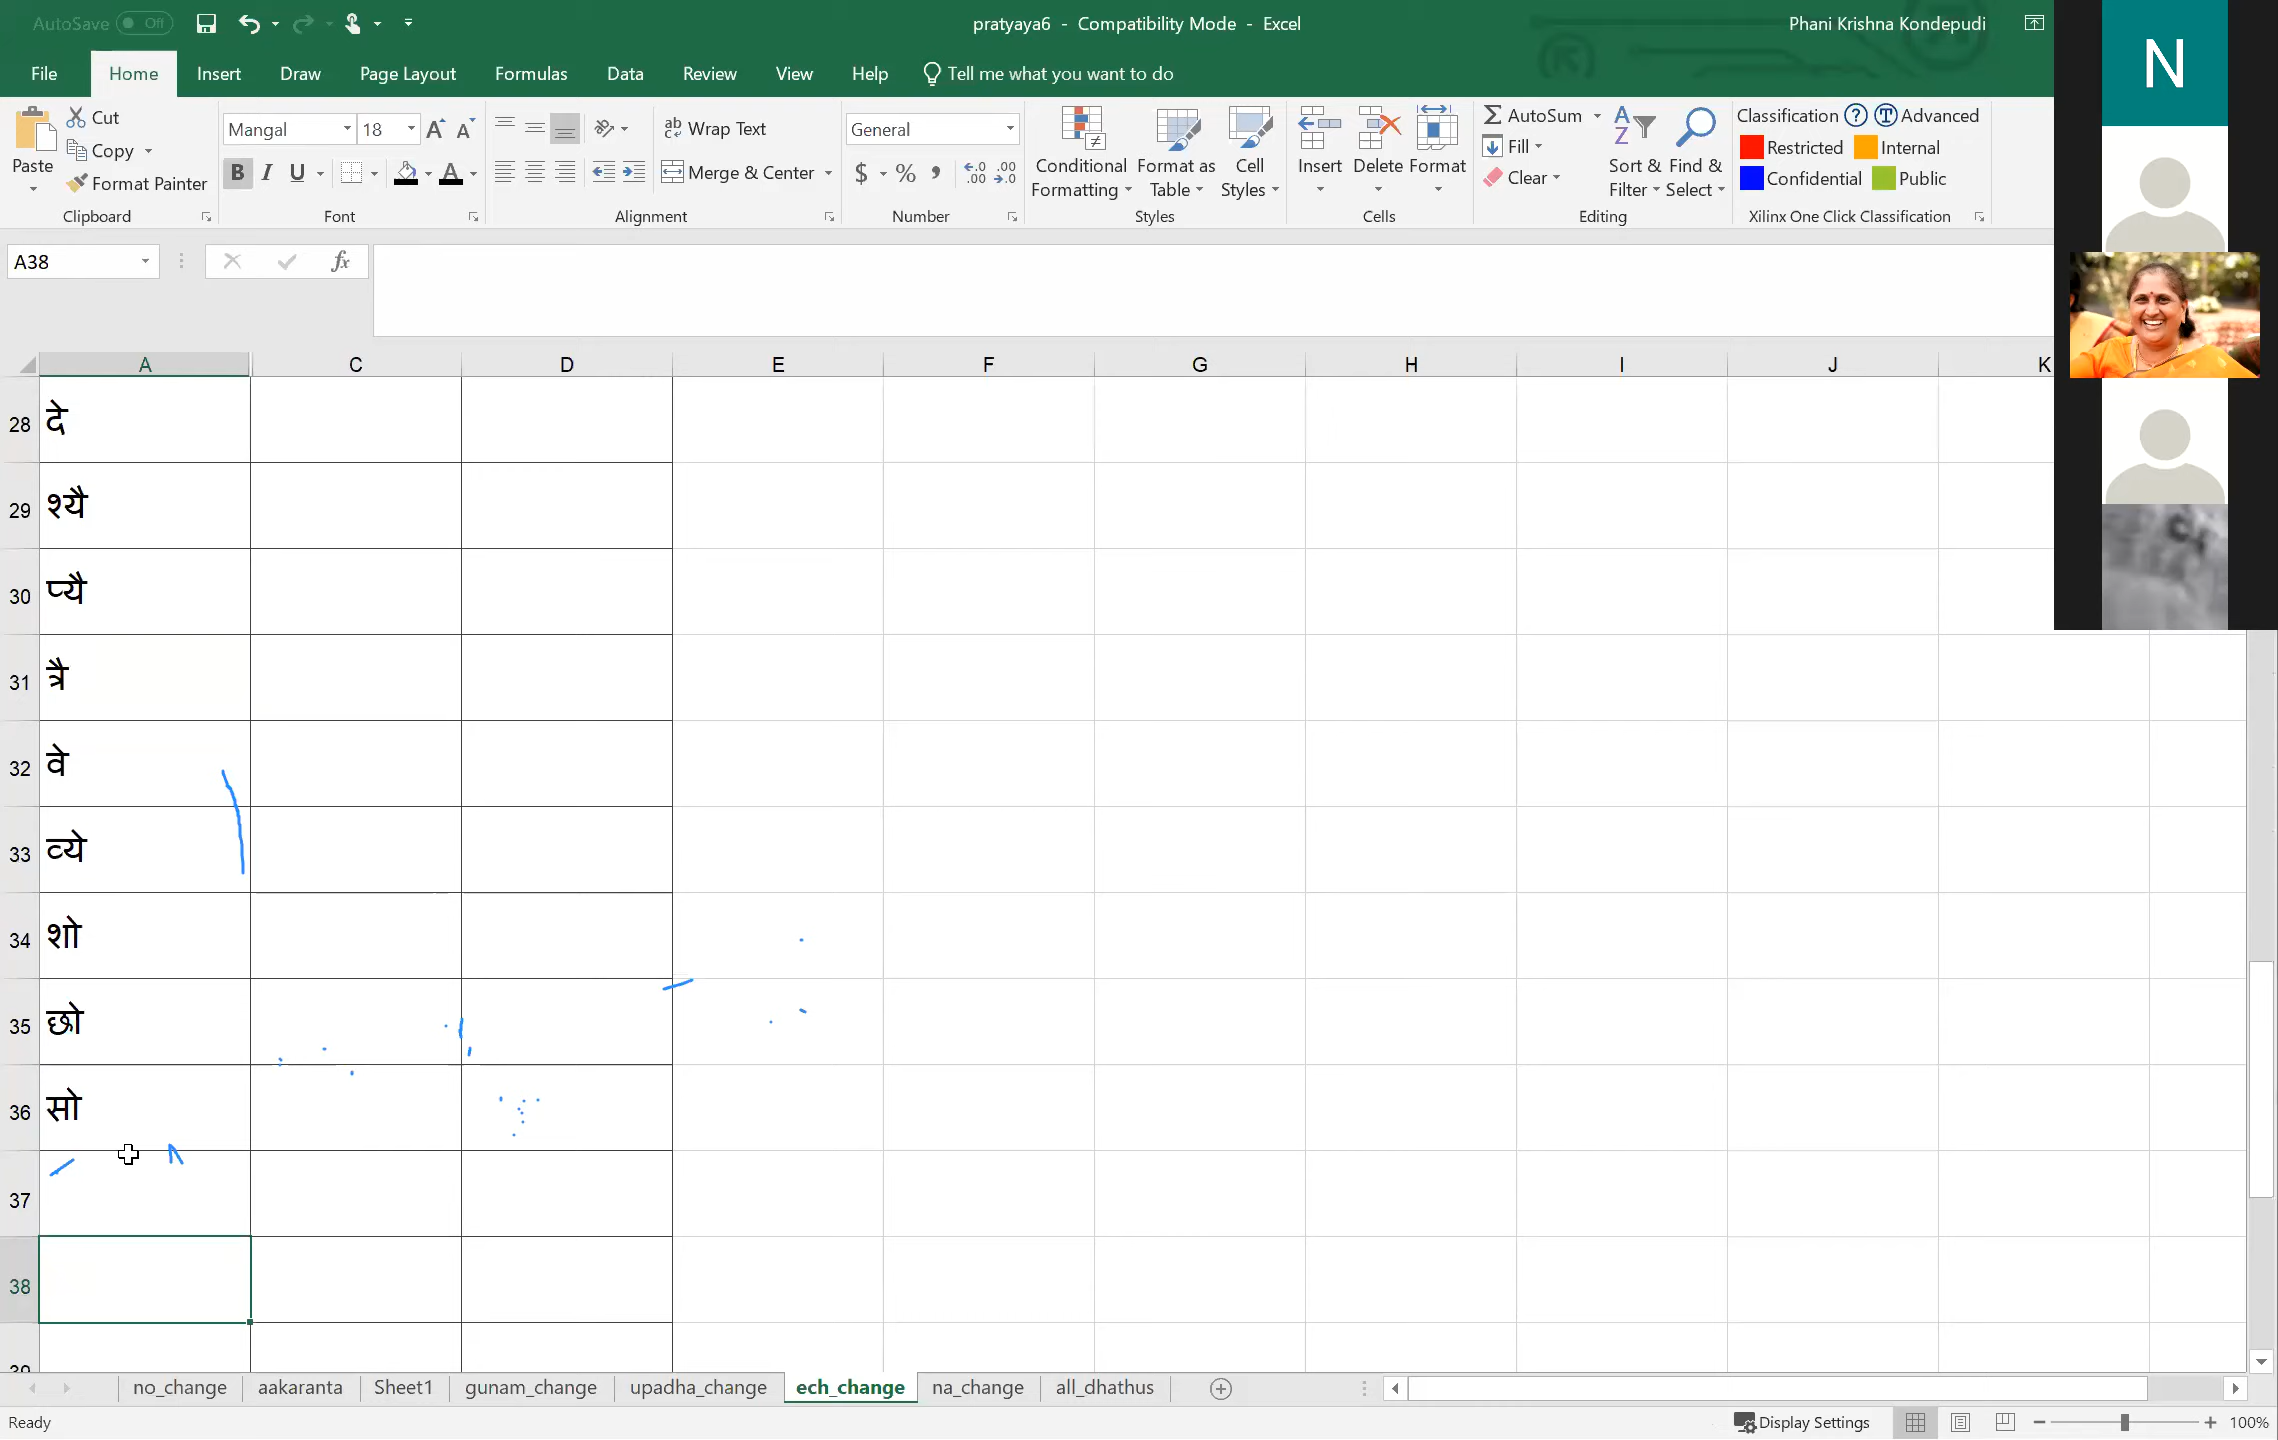 AutoSave Off
pratyaya6 - Compatibility Mode - Excel
Phani Krishna Kondepudi
N
File Home Insert Draw Page Layout Formulas Data Review View Help Tell me what you want to do
Paste
Cut
Copy
Format Painter
Clipboard
Mangal 18
B I U
Font
Wrap Text
Merge & Center
Alignment
General
$ % ,
Number
Conditional Formatting
Format as Table
Cell Styles
Styles
Insert
Delete
Format
Cells
AutoSum
Fill
Clear
Sort & Filter
Find & Select
Editing
Classification ? Advanced
Restricted Internal
Confidential Public
Xilinx One Click Classification
A38
fx
A C D E F G H I J K
28 दे
29 श्यै
30 प्यै
31 त्रै
32 वे
33 व्ये
34 शो
35 छो
36 सो
37
38
39
no_change aakaranta Sheet1 gunam_change upadha_change ech_change na_change all_dhathus
Ready
Display Settings
100%